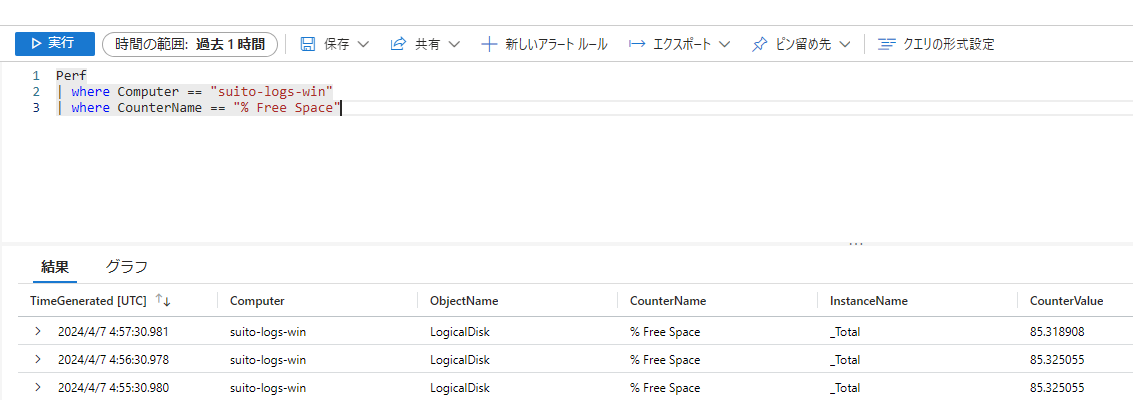 実行 時間の範囲: 過去 1 時間 保存 共有 新しいアラート ルール エクスポート ピン留め先 クエリの形式設定
1 Perf
2 | where Computer == "suito-logs-win"
3 | where CounterName == "% Free Space"
...
結果 グラフ
TimeGenerated [UTC] Computer ObjectName CounterName InstanceName CounterValue
2024/4/7 4:57:30.981 suito-logs-win LogicalDisk % Free Space _Total 85.318908
2024/4/7 4:56:30.978 suito-logs-win LogicalDisk % Free Space _Total 85.325055
2024/4/7 4:55:30.980 suito-logs-win LogicalDisk % Free Space _Total 85.325055